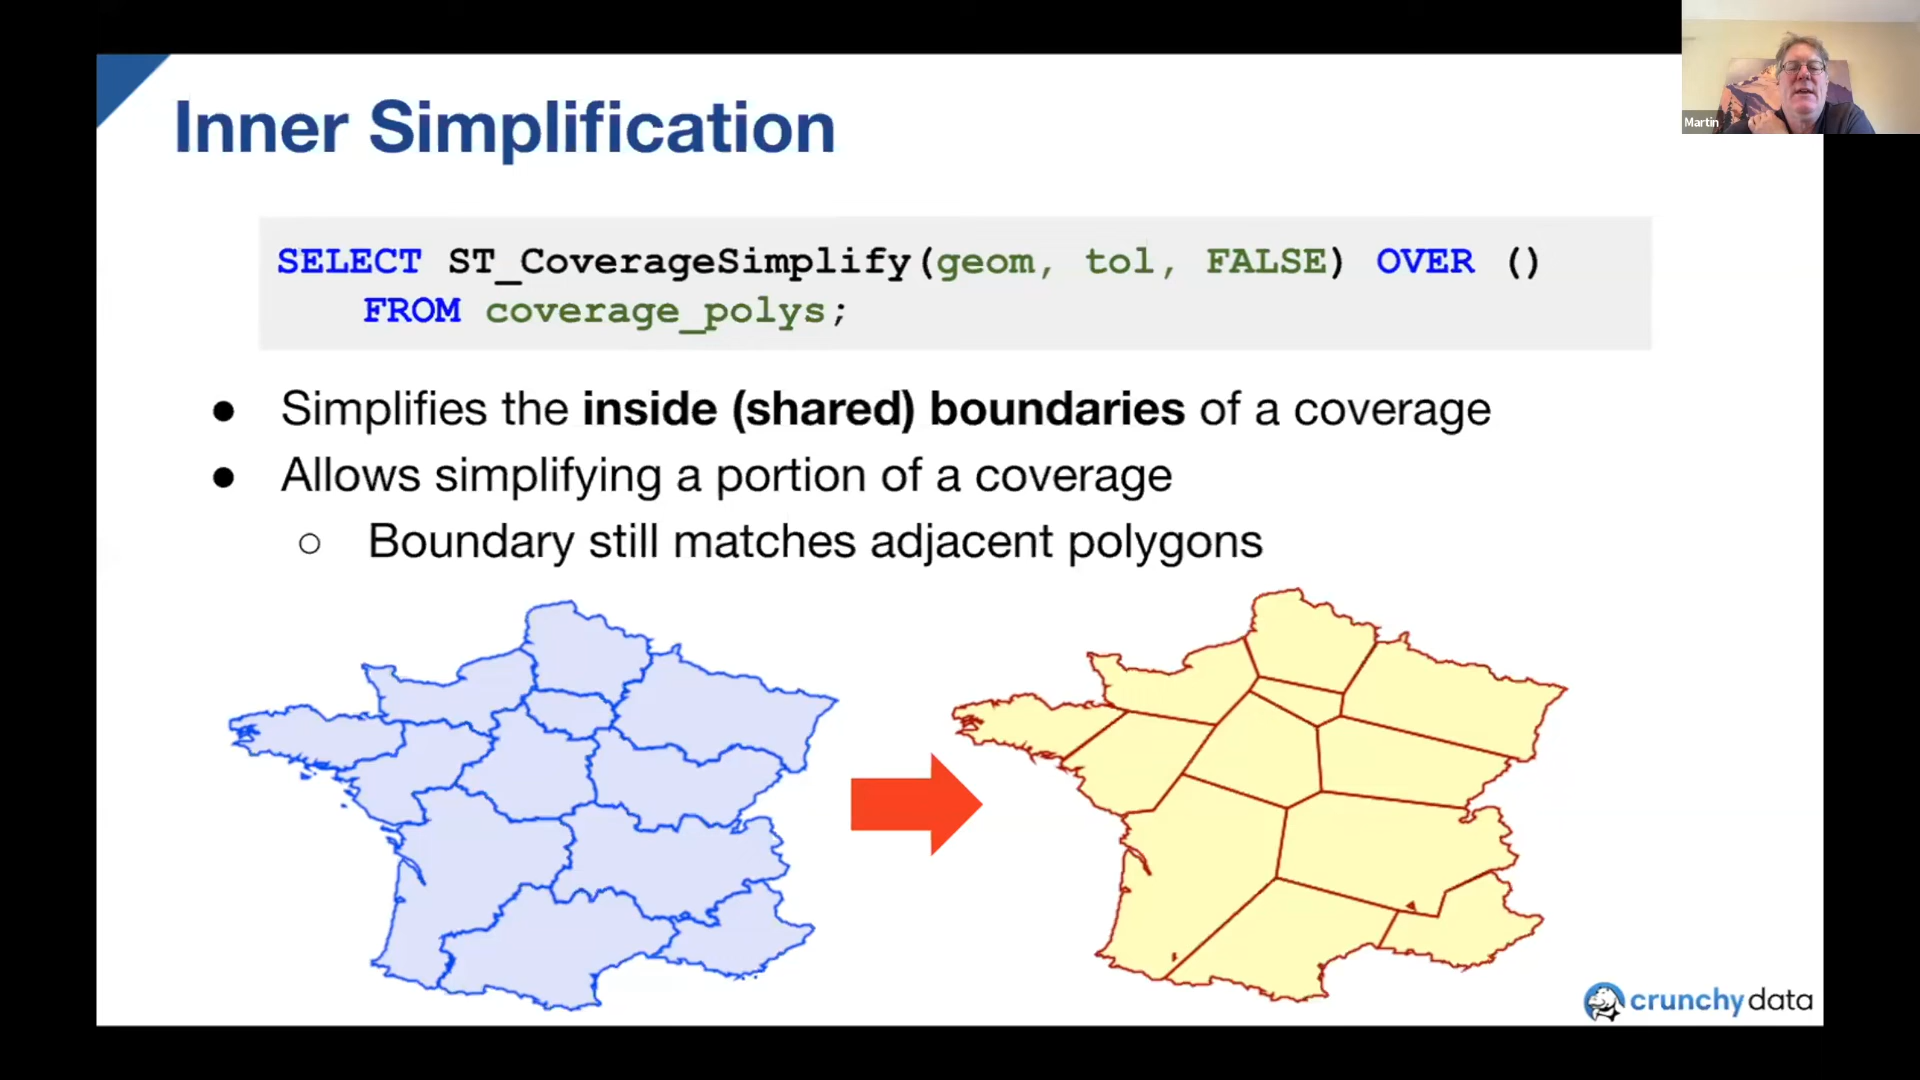 Martin
Inner Simplification
SELECT ST_CoverageSimplify(geom, tol, FALSE) OVER ()
FROM coverage_polys;
● Simplifies the inside (shared) boundaries of a coverage
● Allows simplifying a portion of a coverage
○ Boundary still matches adjacent polygons
crunchy data